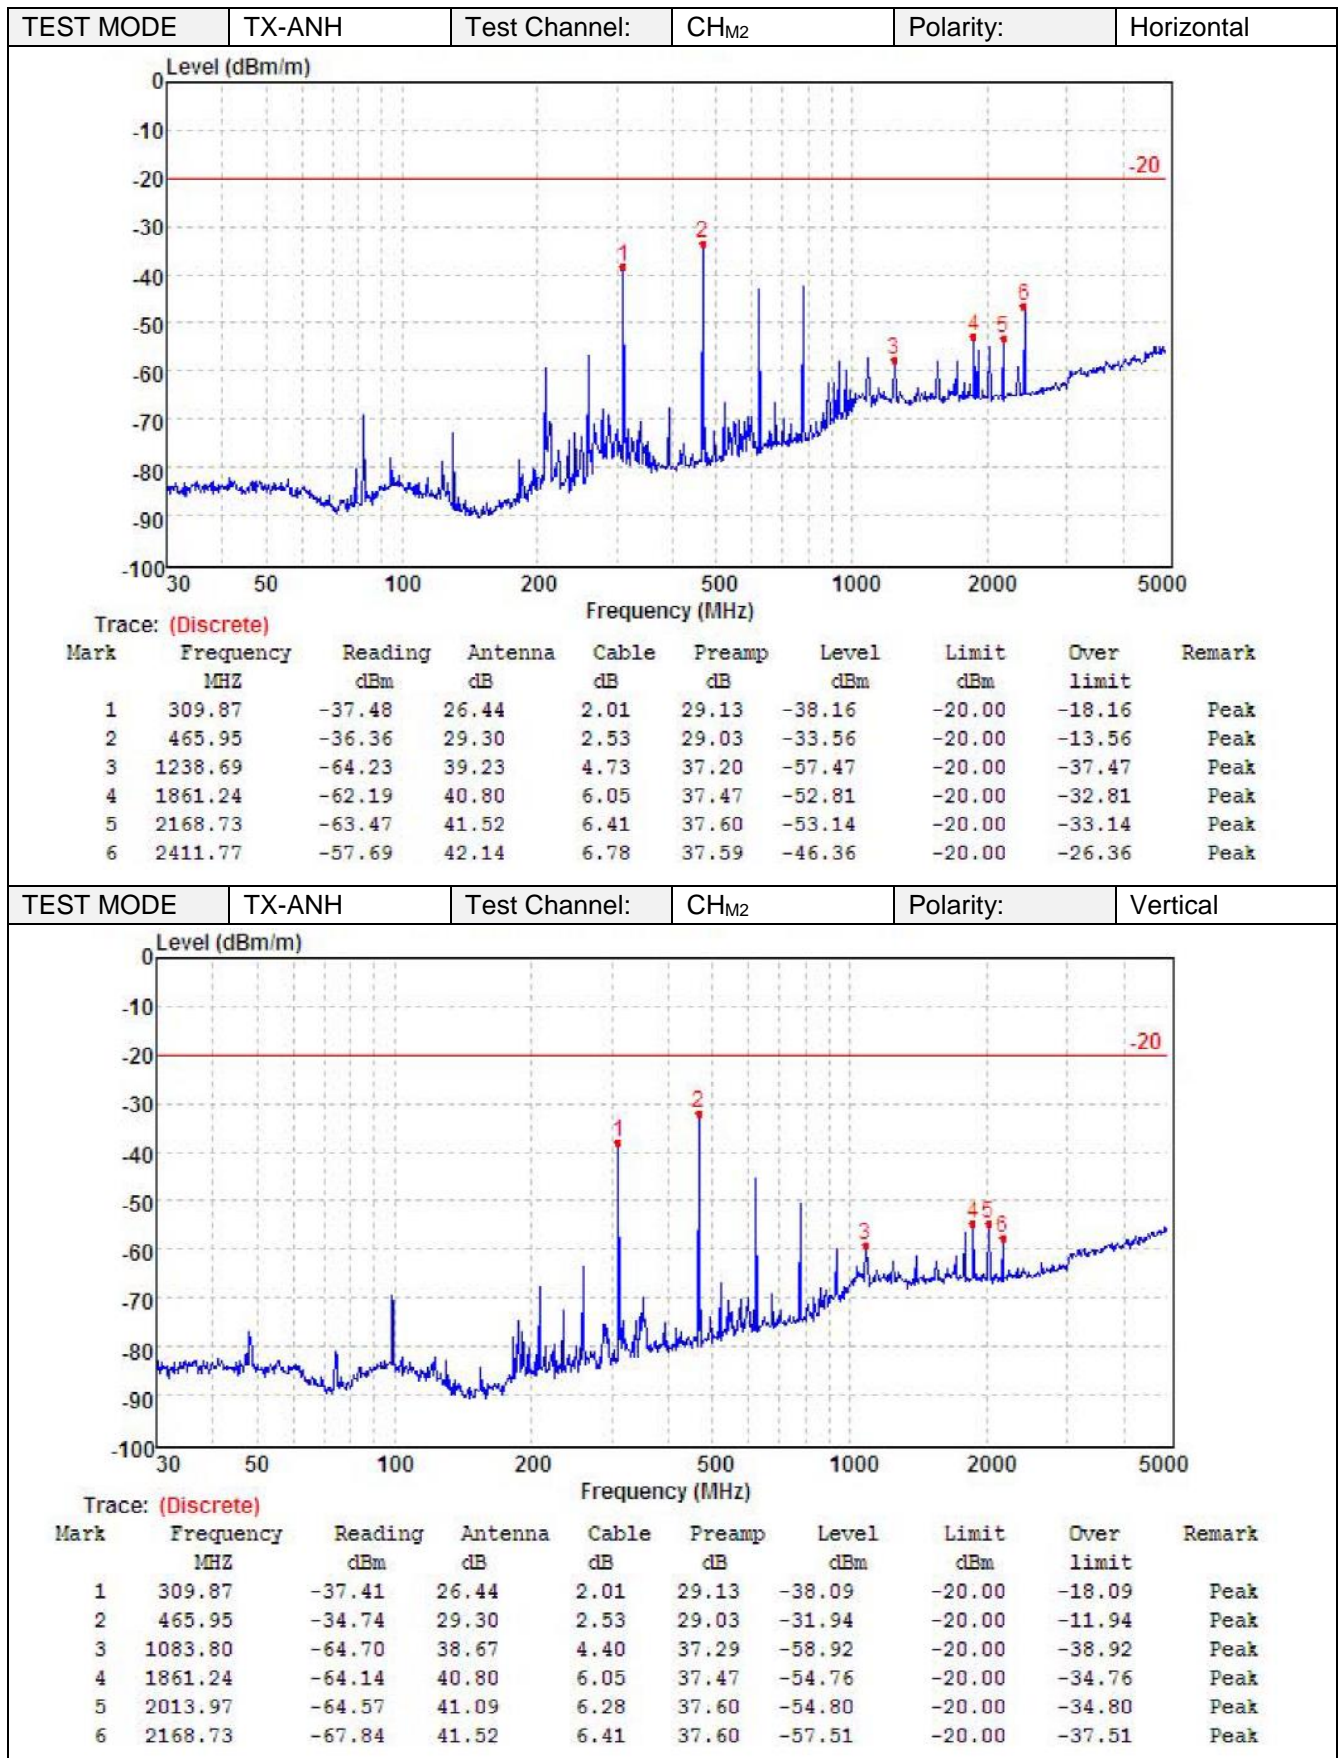 TEST MODE TX-ANH Test Channel: CHM2 Polarity: Horizontal
Level (dBm/m)
0
-10
-20
-20
-30
-40
-50
-60
-70
-80
-90
-100
1
2
3
4
5
6
30 50 100 200 500 1000 2000 5000
Frequency (MHz)
Trace: (Discrete)
Mark Frequency Reading Antenna Cable Preamp Level Limit Over Remark
MHZ dBm dB dB dB dBm dBm limit
1 309.87 -37.48 26.44 2.01 29.13 -38.16 -20.00 -18.16 Peak
2 465.95 -36.36 29.30 2.53 29.03 -33.56 -20.00 -13.56 Peak
3 1238.69 -64.23 39.23 4.73 37.20 -57.47 -20.00 -37.47 Peak
4 1861.24 -62.19 40.80 6.05 37.47 -52.81 -20.00 -32.81 Peak
5 2168.73 -63.47 41.52 6.41 37.60 -53.14 -20.00 -33.14 Peak
6 2411.77 -57.69 42.14 6.78 37.59 -46.36 -20.00 -26.36 Peak
TEST MODE TX-ANH Test Channel: CHM2 Polarity: Vertical
Level (dBm/m)
0
-10
-20
-20
-30
-40
-50
-60
-70
-80
-90
-100
1
2
3
4
5
6
30 50 100 200 500 1000 2000 5000
Frequency (MHz)
Trace: (Discrete)
Mark Frequency Reading Antenna Cable Preamp Level Limit Over Remark
MHZ dBm dB dB dB dBm dBm limit
1 309.87 -37.41 26.44 2.01 29.13 -38.09 -20.00 -18.09 Peak
2 465.95 -34.74 29.30 2.53 29.03 -31.94 -20.00 -11.94 Peak
3 1083.80 -64.70 38.67 4.40 37.29 -58.92 -20.00 -38.92 Peak
4 1861.24 -64.14 40.80 6.05 37.47 -54.76 -20.00 -34.76 Peak
5 2013.97 -64.57 41.09 6.28 37.60 -54.80 -20.00 -34.80 Peak
6 2168.73 -67.84 41.52 6.41 37.60 -57.51 -20.00 -37.51 Peak